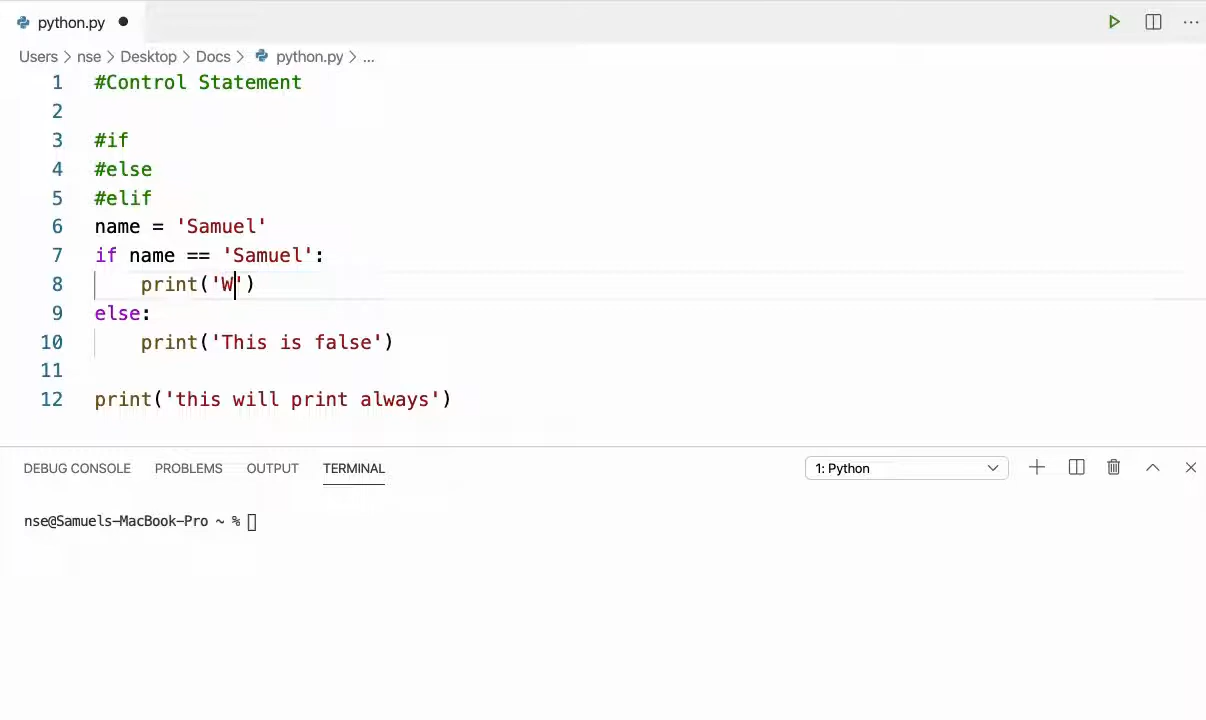 python.py
Users > nse > Desktop > Docs > python.py > ...
1 #Control Statement
2
3 #if
4 #else
5 #elif
6 name = 'Samuel'
7 if name == 'Samuel':
8     print('W')
9 else:
10     print('This is false')
11
12 print('this will print always')
DEBUG CONSOLE PROBLEMS OUTPUT TERMINAL 1: Python
nse@Samuels-MacBook-Pro ~ %